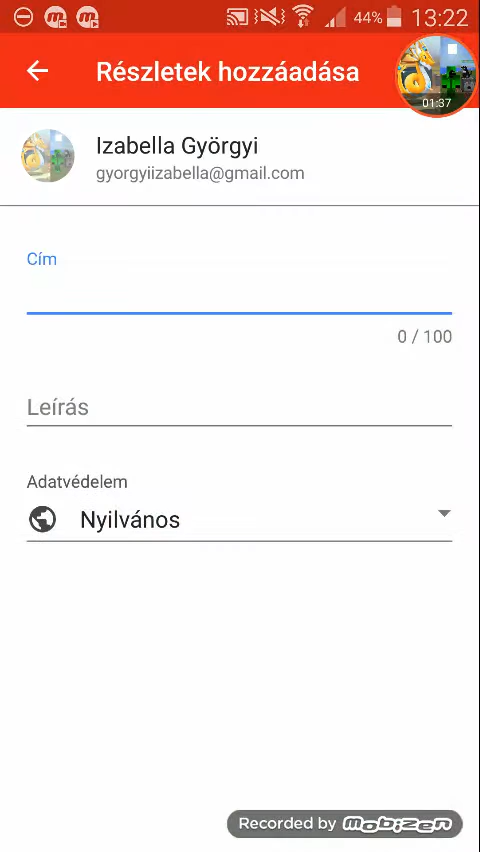 44% 13:22
Részletek hozzáadása
01:37
Izabella Györgyi
gyorgyiizabella@gmail.com
Cím
0 / 100
Leírás
Adatvédelem
Nyilvános
Recorded by mobizen